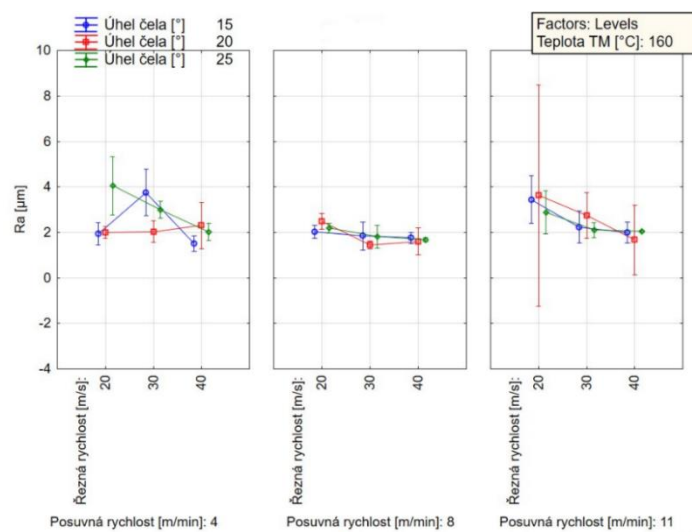 Úhel čela [°] 15
Úhel čela [°] 20
Úhel čela [°] 25
Factors: Levels
Teplota TM [°C]: 160
10
8
6
4
2
0
-2
-4
Ra [µm]
Řezná rychlost [m/s]:
20
30
40
Posuvná rychlost [m/min]: 4
Řezná rychlost [m/s]:
20
30
40
Posuvná rychlost [m/min]: 8
Řezná rychlost [m/s]:
20
30
40
Posuvná rychlost [m/min]: 11